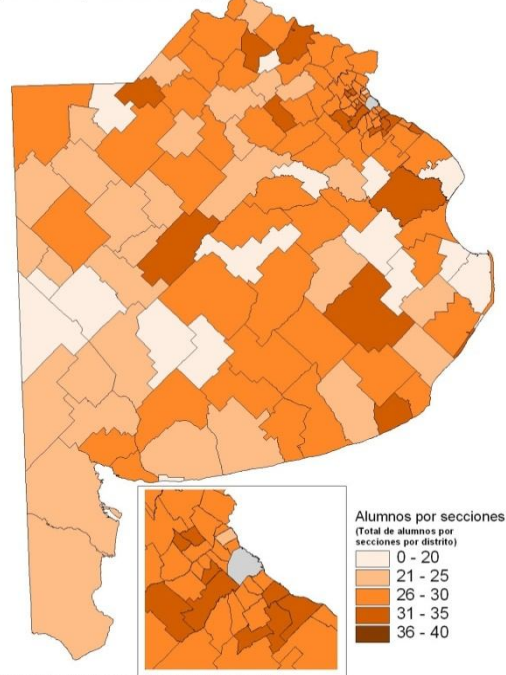 Alumnos por secciones
(Total de alumnos por
secciones por distrito)
0 - 20
21 - 25
26 - 30
31 - 35
36 - 40